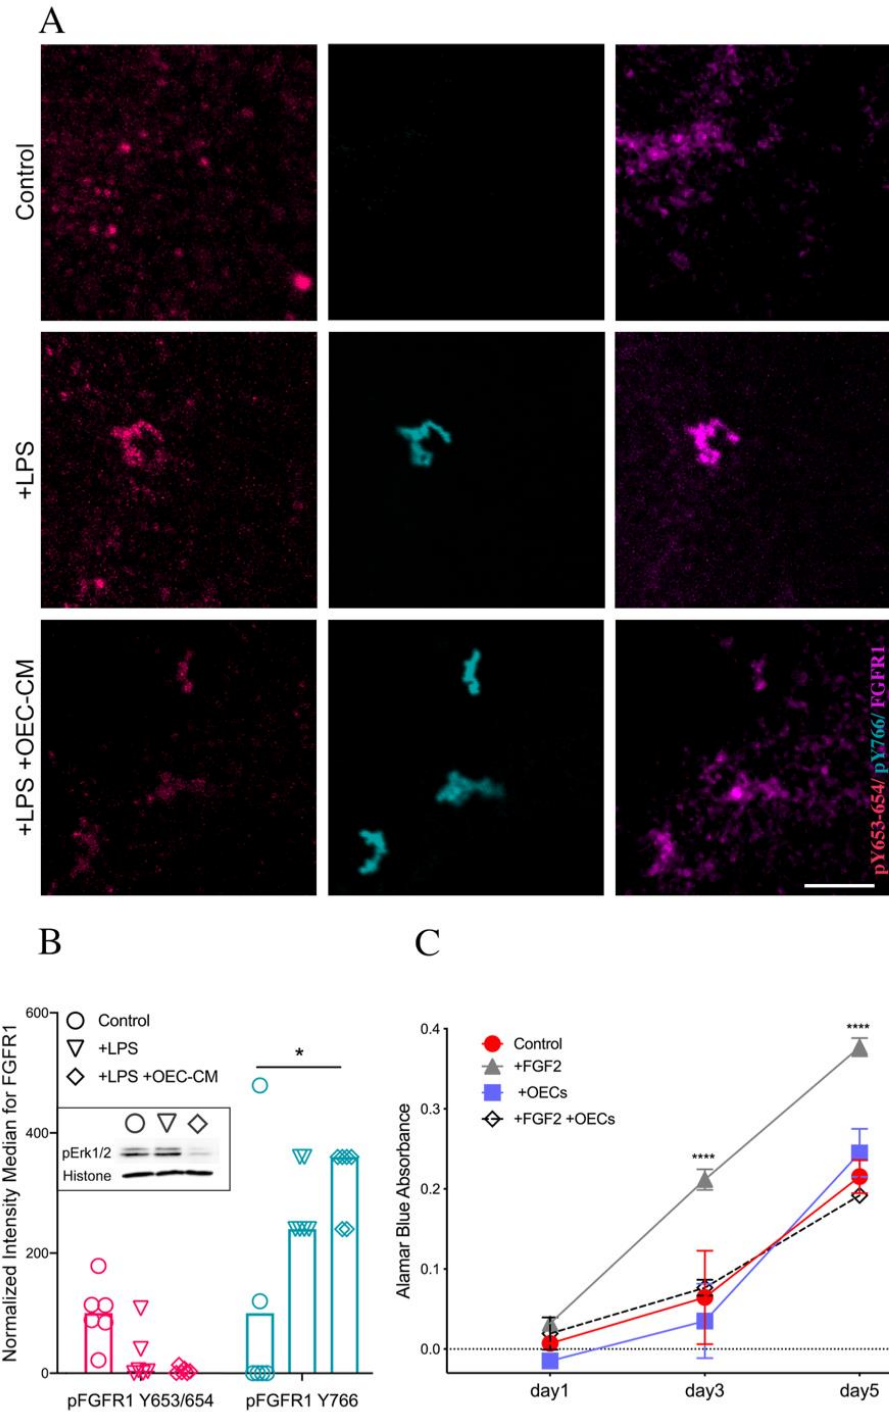 A
Control
+LPS
+LPS +OEC-CM
pY653-654/ pY766/ FGFR1
B
Normalized Intensity Median for FGFR1
600
400
200
0
Control
+LPS
+LPS +OEC-CM
pErk1/2
Histone
*
pFGFR1 Y653/654
pFGFR1 Y766
C
Alamar Blue Absorbance
0.4
0.3
0.2
0.1
0.0
Control
+FGF2
+OECs
+FGF2 +OECs
****
****
day1
day3
day5